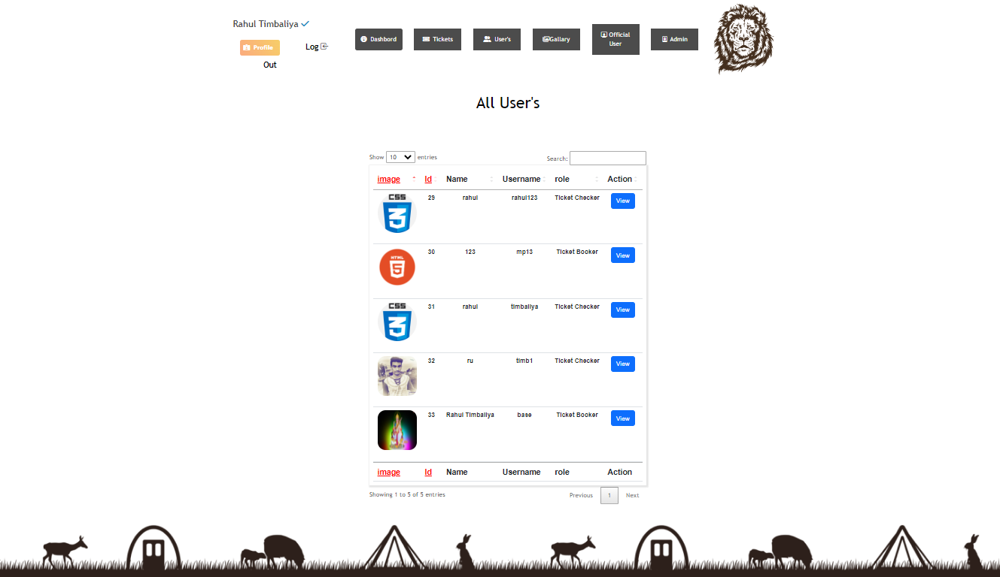 Rahul Timbaliya
Profile
Log
Out
Dashbord
Tickets
User's
Gallary
Official
User
Admin
All User's
Show 10 entries
Search:
image Id Name Username role Action
CSS 3 29 rahul rahul123 Ticket Checker View
HTML 5 30 123 mp13 Ticket Booker View
CSS 3 31 rahul timbaliya Ticket Checker View
32 ru timb1 Ticket Checker View
33 Rahul Timbaliya base Ticket Booker View
image Id Name Username role Action
Showing 1 to 5 of 5 entries
Previous 1 Next